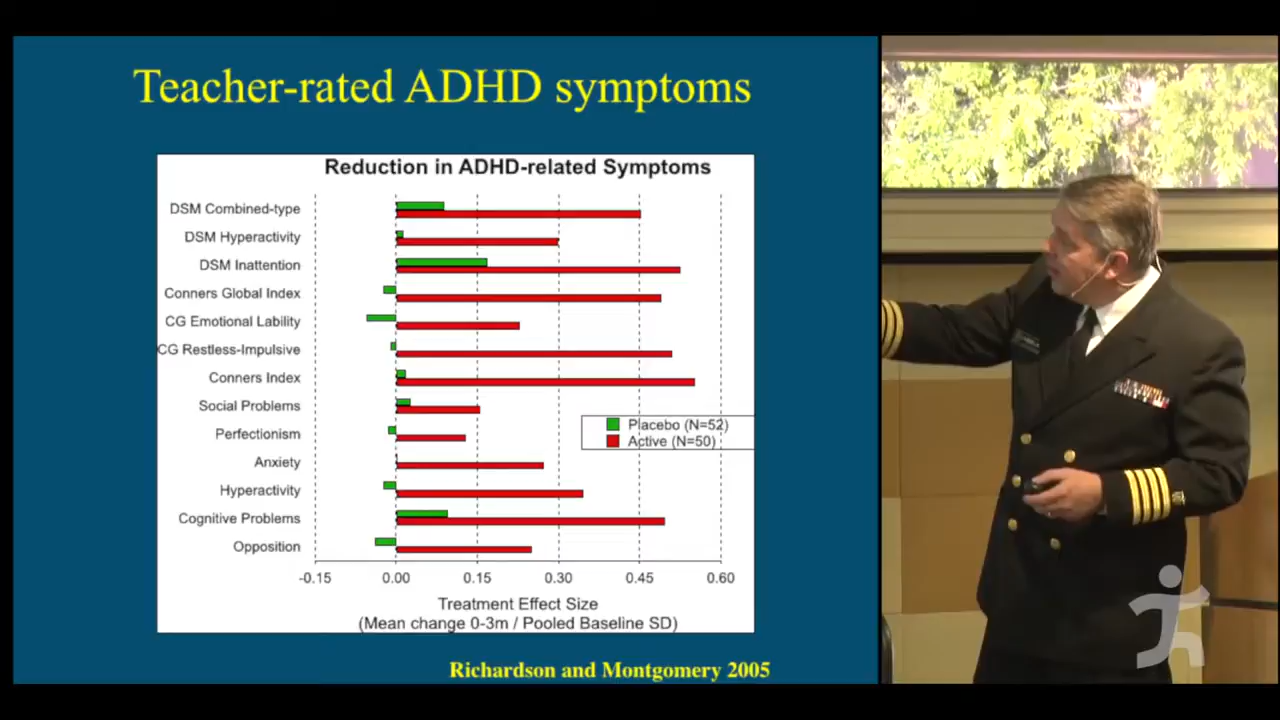 Teacher-rated ADHD symptoms
Reduction in ADHD-related Symptoms
DSM Combined-type
DSM Hyperactivity
DSM Inattention
Conners Global Index
CG Emotional Lability
CG Restless-Impulsive
Conners Index
Social Problems
Perfectionism
Anxiety
Hyperactivity
Cognitive Problems
Opposition
Placebo (N=52)
Active (N=50)
-0.15 0.00 0.15 0.30 0.45 0.60
Treatment Effect Size
(Mean change 0-3m / Pooled Baseline SD)
Richardson and Montgomery 2005